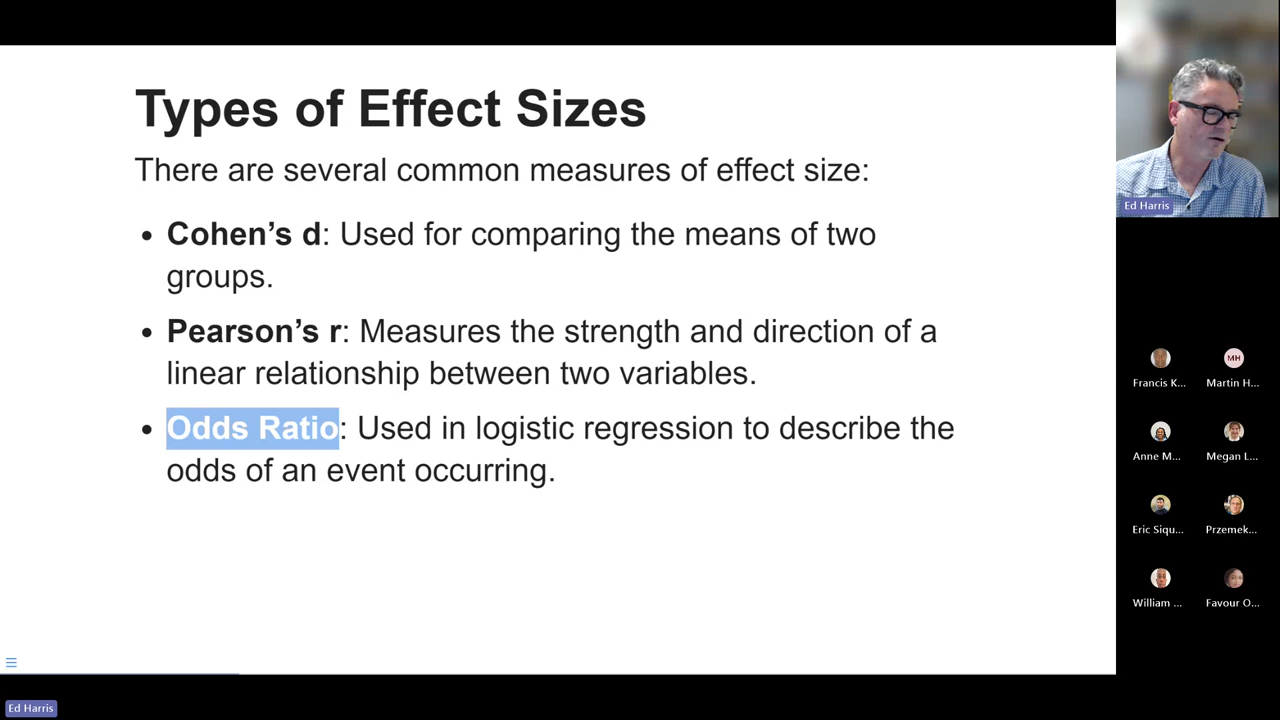 Types of Effect Sizes
There are several common measures of effect size:
• Cohen’s d: Used for comparing the means of two
groups.
• Pearson’s r: Measures the strength and direction of a
linear relationship between two variables.
• Odds Ratio: Used in logistic regression to describe the
odds of an event occurring.
Ed Harris
Francis K...
MH
Martin H...
Anne M...
Megan L...
Eric Siqu...
Przemek...
William ...
Favour O...
Ed Harris